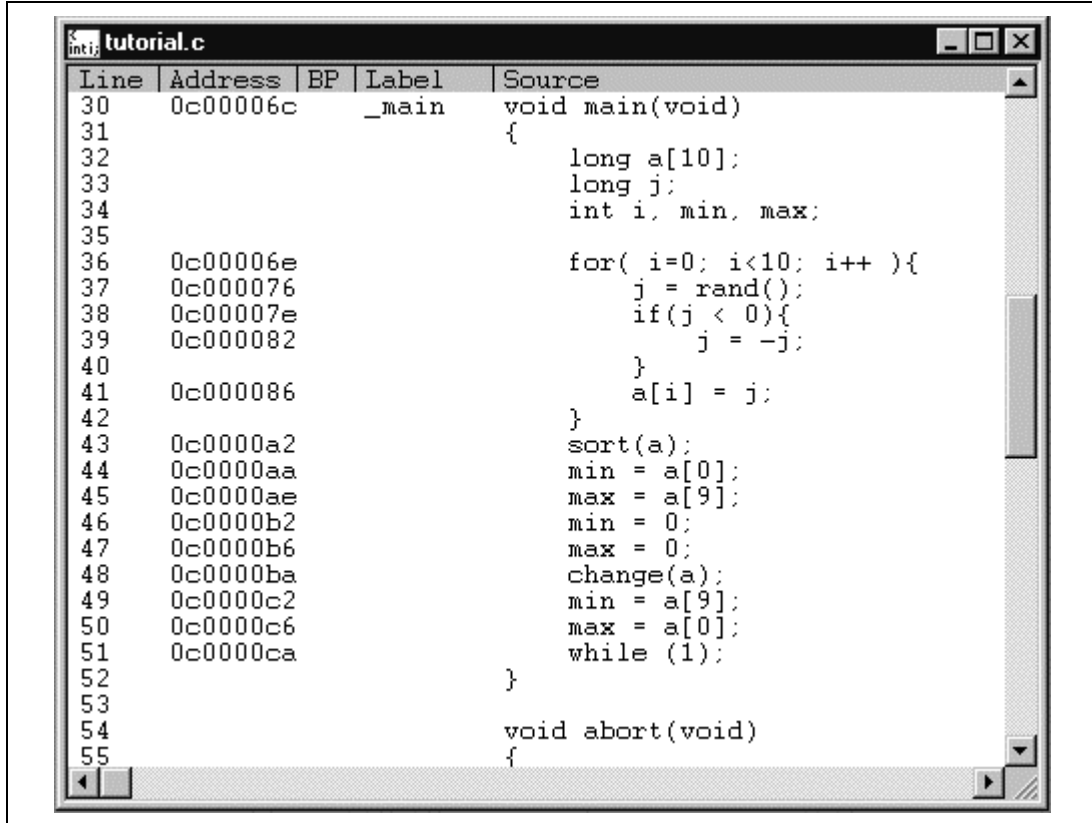 inti; tutorial.c
Line Address BP Label Source
30 0c00006c _main void main(void)
31 {
32 long a[10];
33 long j;
34 int i, min, max;
35
36 0c00006e for( i=0; i<10; i++ ){
37 0c000076 j = rand();
38 0c00007e if(j < 0){
39 0c000082 j = -j;
40 }
41 0c000086 a[i] = j;
42 }
43 0c0000a2 sort(a);
44 0c0000aa min = a[0];
45 0c0000ae max = a[9];
46 0c0000b2 min = 0;
47 0c0000b6 max = 0;
48 0c0000ba change(a);
49 0c0000c2 min = a[9];
50 0c0000c6 max = a[0];
51 0c0000ca while (1);
52 }
53
54 void abort(void)
55 {